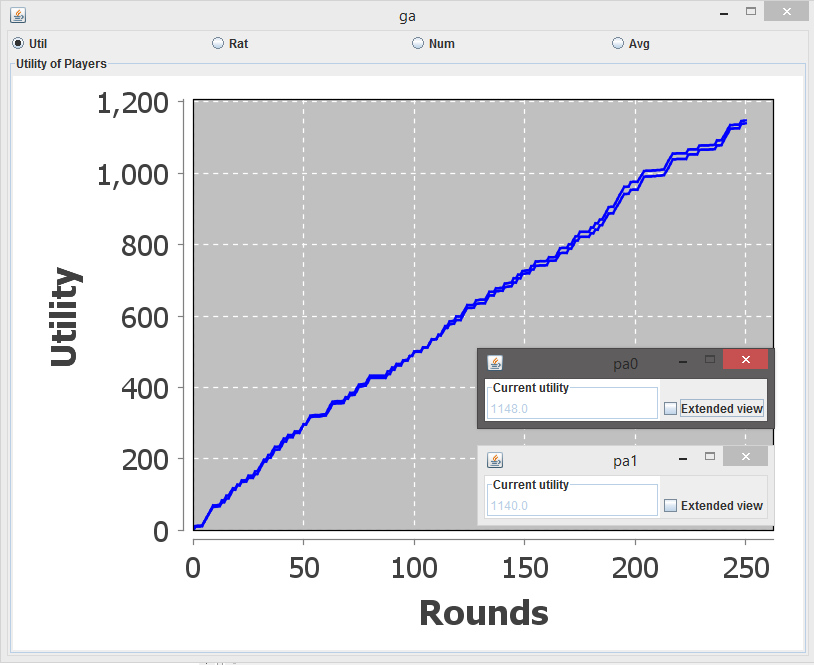 ga
Util Rat Num Avg
Utility of Players
1,200
1,000
800
600
400
200
0
Utility
0 50 100 150 200 250
Rounds
pa0
Current utility
1148.0
Extended view
pa1
Current utility
1140.0
Extended view